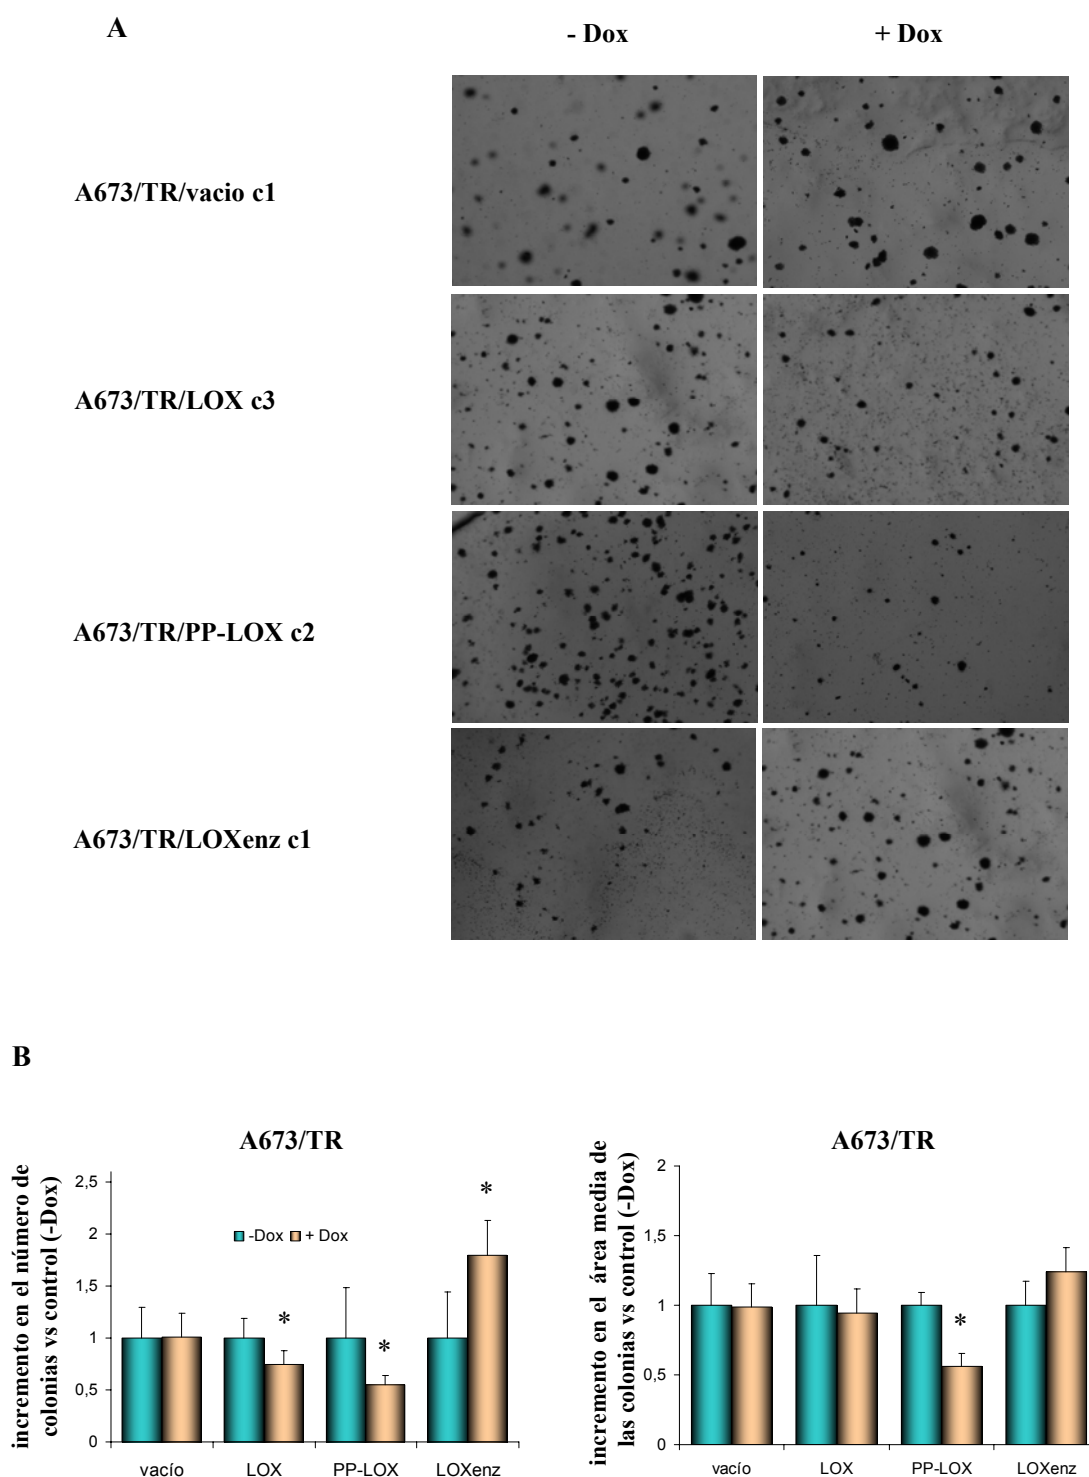 A
- Dox
+ Dox
A673/TR/vacio c1
A673/TR/LOX c3
A673/TR/PP-LOX c2
A673/TR/LOXenz c1
B
A673/TR
incremento en el número de
colonias vs control (-Dox)
2,5
2
1,5
1
0,5
0
-Dox
+ Dox
*
*
*
vacío
LOX
PP-LOX
LOXenz
A673/TR
incremento en el área media de
las colonias vs control (-Dox)
2
1,5
1
0,5
0
*
vacío
LOX
PP-LOX
LOXenz